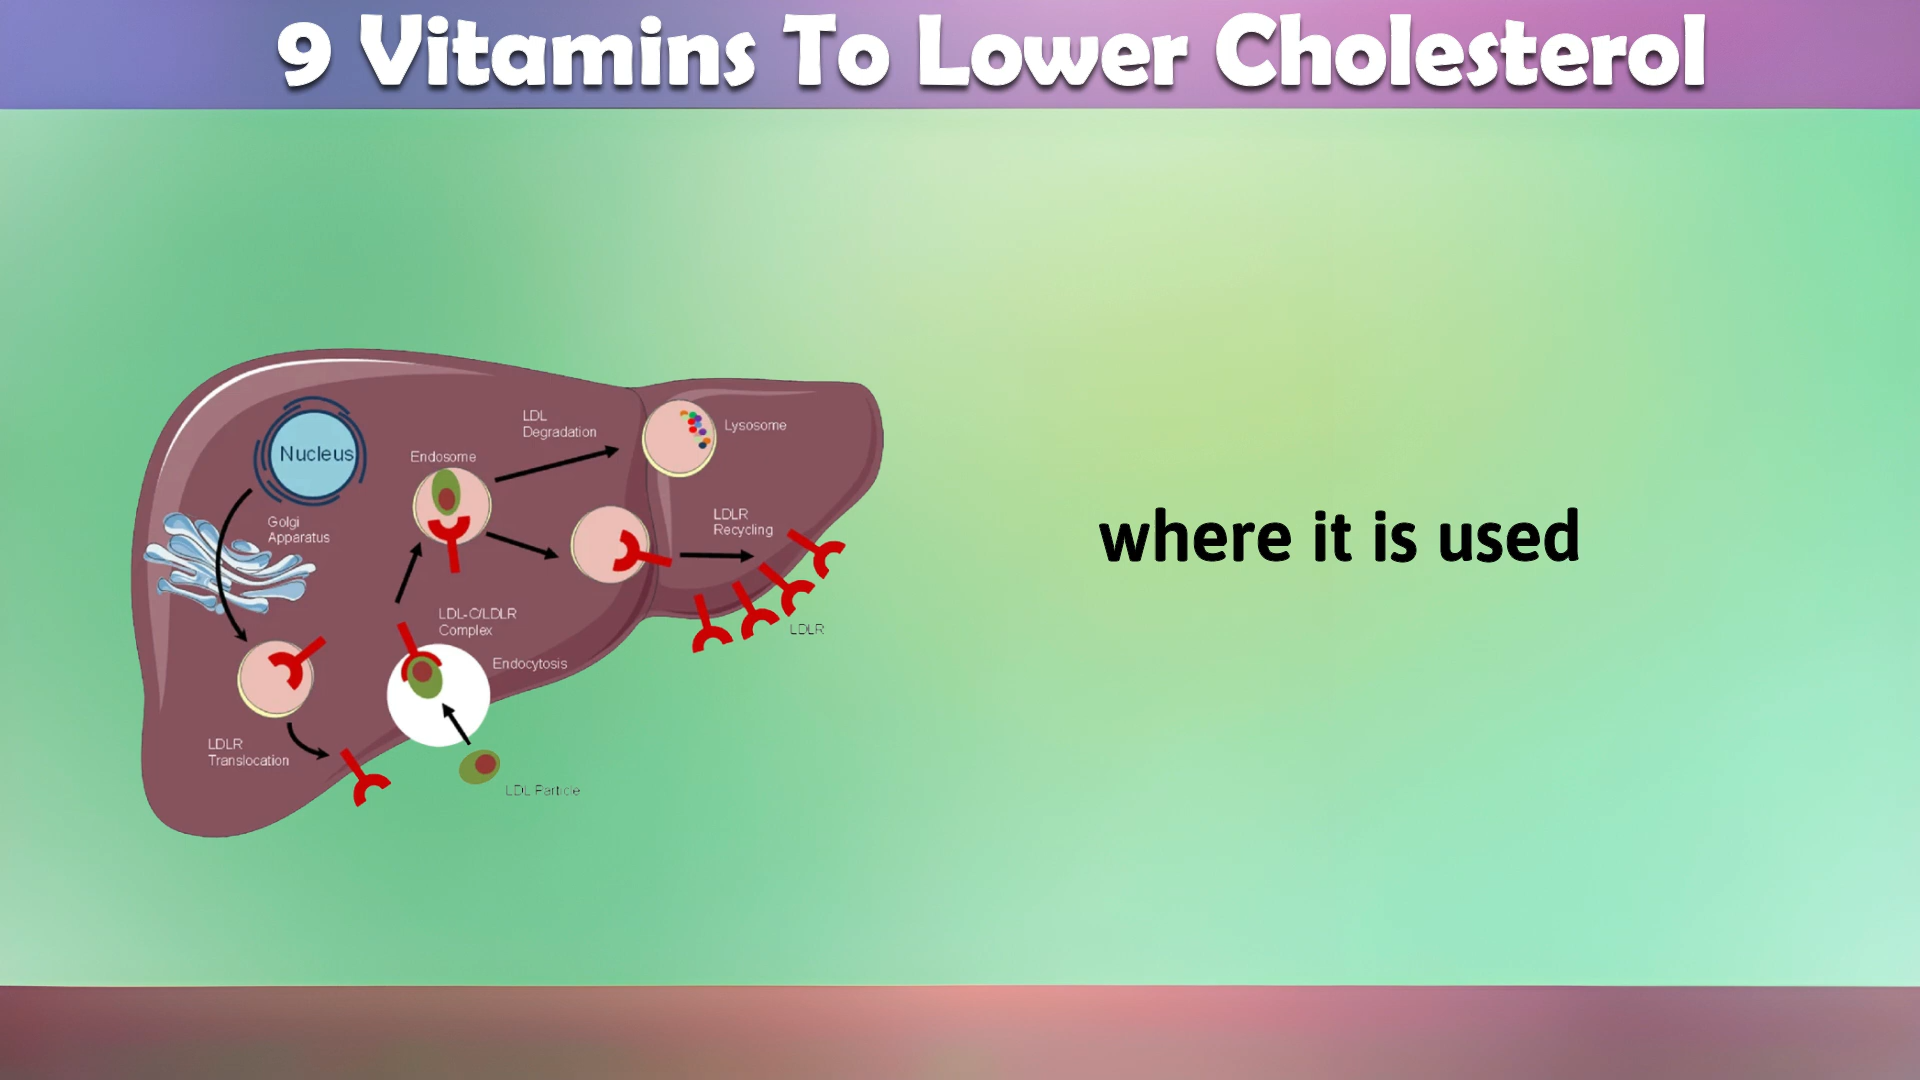 9 Vitamins To Lower Cholesterol
LDL
Degradation
Lysosome
Nucleus
Endosome
LDLR
Recycling
Golgi
Apparatus
LDL-C/LDLR
Complex
LDLR
Endocytosis
LDLR
Translocation
LDL Particle
where it is used